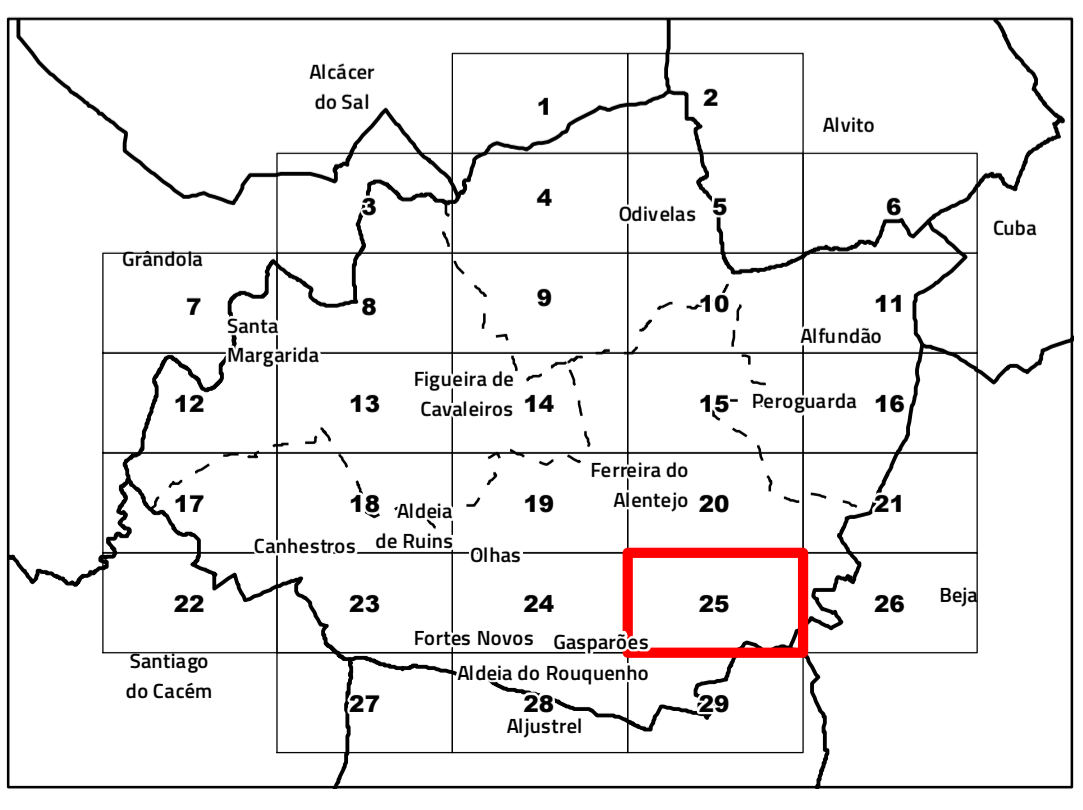 Alcácer
do Sal
1
2
Alvito
3
4
Odivelas
5
6
Cuba
Grândola
7
8
9
10
11
Santa
Margarida
Alfundão
12
13
Figueira de
Cavaleiros
14
15
Peroguarda
16
17
18
Aldeia
de Ruins
19
Ferreira do
Alentejo
20
21
Canhestros
Olhas
22
23
24
25
26
Beja
Fortes Novos
Gasparões
Santiago
do Cacém
Aldeia do Rouquenho
27
28
29
Aljustrel